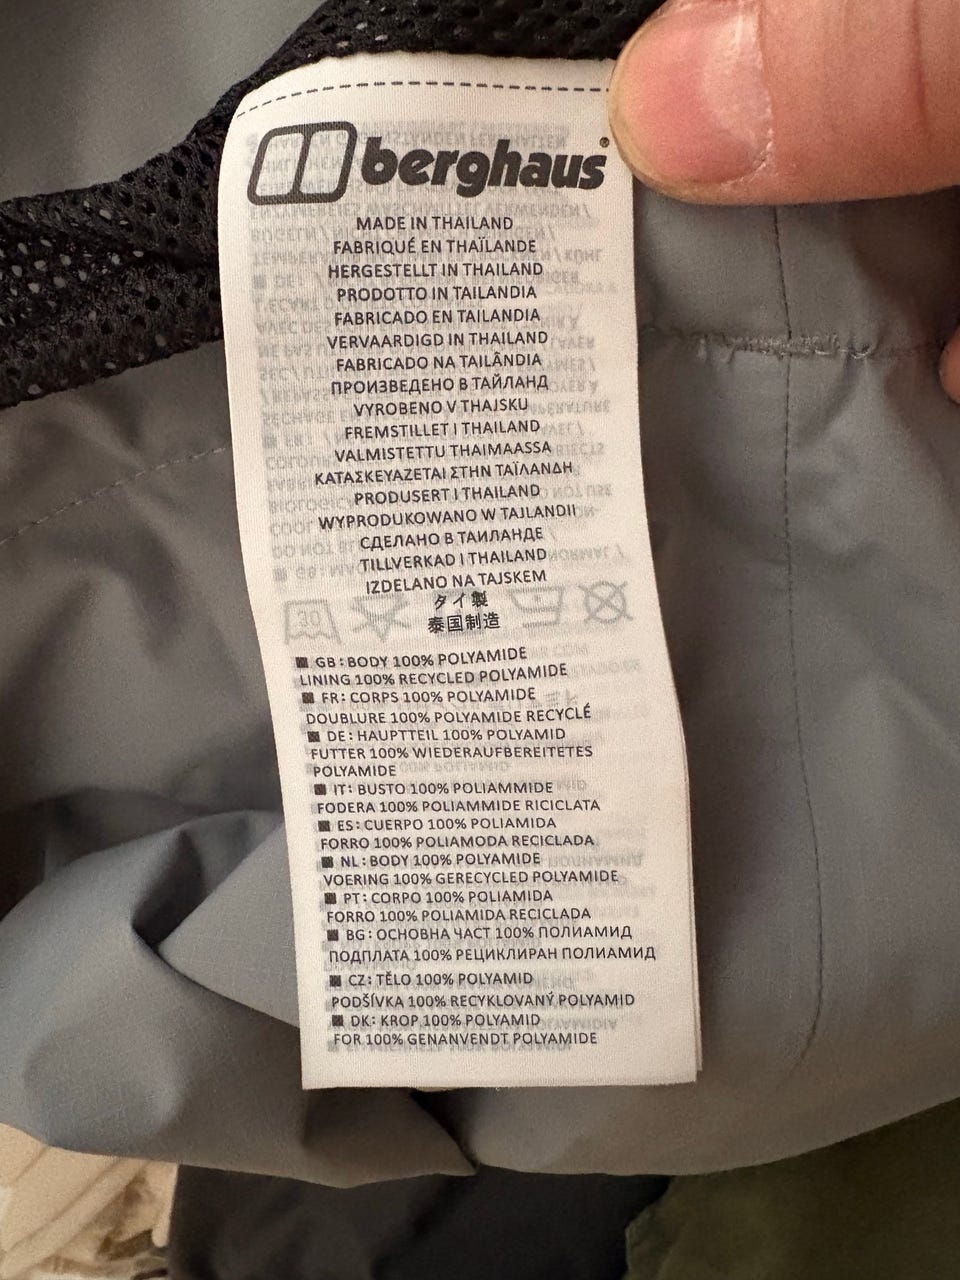 berghaus®
MADE IN THAILAND
FABRIQUÉ EN THAÏLANDE
HERGESTELLT IN THAILAND
PRODOTTO IN TAILANDIA
FABRICADO EN TAILANDIA
VERVAARDIGD IN THAILAND
FABRICADO NA TAILÂNDIA
ПРОИЗВЕДЕНО В ТАЙЛАНД
VYROBENO V THAJSKU
FREMSTILLET I THAILAND
VALMISTETTU THAIMAASSA
ΚΑΤΑΣΚΕΥΑΖΕΤΑΙ ΣΤΗΝ ΤΑΪΛΑΝΔΗ
PRODUSERT I THAILAND
WYPRODUKOWANO W TAJLANDII
СДЕЛАНО В ТАИЛАНДЕ
TILLVERKAD I THAILAND
IZDELANO NA TAJSKEM
タイ製
泰国制造
■ GB: BODY 100% POLYAMIDE
LINING 100% RECYCLED POLYAMIDE
■ FR: CORPS 100% POLYAMIDE
DOUBLURE 100% POLYAMIDE RECYCLÉ
■ DE: HAUPTTEIL 100% POLYAMID
FUTTER 100% WIEDERAUFBEREITETES
POLYAMIDE
■ IT: BUSTO 100% POLIAMMIDE
FODERA 100% POLIAMMIDE RICICLATA
■ ES: CUERPO 100% POLIAMIDA
FORRO 100% POLIAMODA RECICLADA
■ NL: BODY 100% POLYAMIDE
VOERING 100% GERECYCLED POLYAMIDE
■ PT: CORPO 100% POLIAMIDA
FORRO 100% POLIAMIDA RECICLADA
■ BG: ОСНОВНА ЧАСТ 100% ПОЛИАМИД
ПОДПЛАТА 100% РЕЦИКЛИРАН ПОЛИАМИД
■ CZ: TĚLO 100% POLYAMID
PODŠÍVKA 100% RECYKLOVANÝ POLYAMID
■ DK: KROP 100% POLYAMID
FOR 100% GENANVENDT POLYAMIDE